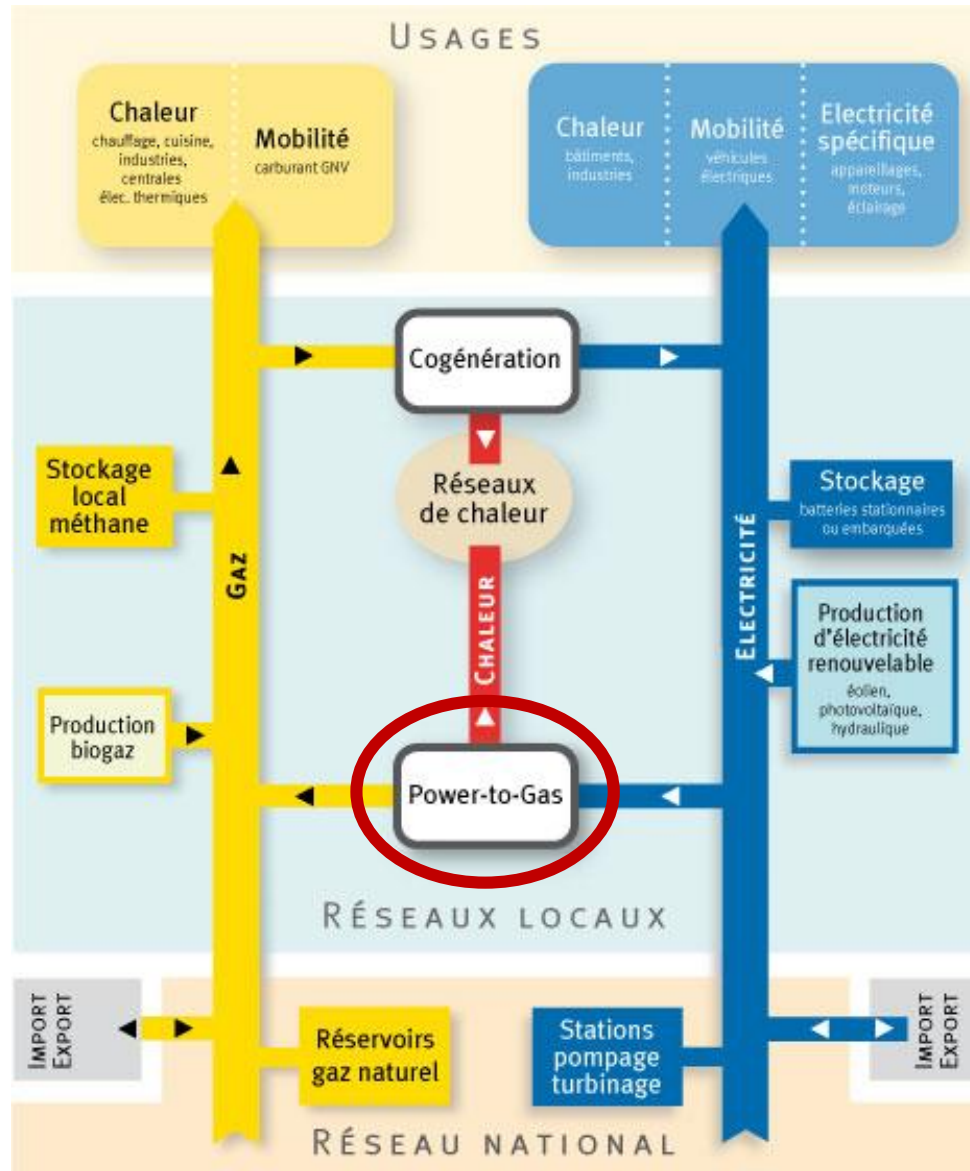 USAGES
Chaleur
chauffage, cuisine,
industries,
centrales
élec. thermiques
Mobilité
carburant GNV
Chaleur
bâtiments,
industries
Mobilité
véhicules
électriques
Electricité
spécifique
appareillages,
moteurs,
éclairage
Cogénération
Réseaux
de chaleur
CHALEUR
Power-to-Gas
Stockage
local
méthane
GAZ
Production
biogaz
ELECTRICITÉ
Stockage
batteries stationnaires
ou embarquées
Production
d'électricité
renouvelable
éolien,
photovoltaïque,
hydraulique
RÉSEAUX LOCAUX
IMPORT
EXPORT
Réservoirs
gaz naturel
Stations
pompage
turbinage
IMPORT
EXPORT
RÉSEAU NATIONAL